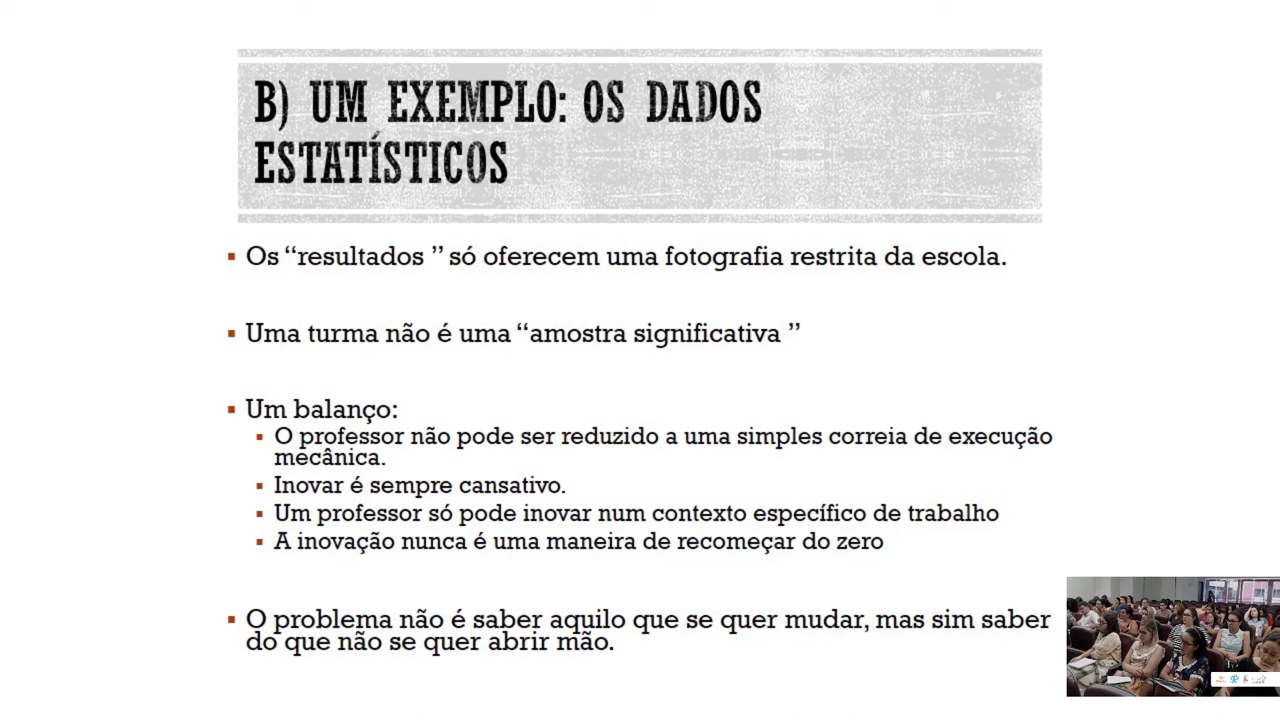 B) UM EXEMPLO: OS DADOS
ESTATÍSTICOS
Os “resultados ” só oferecem uma fotografia restrita da escola.
Uma turma não é uma “amostra significativa ”
Um balanço:
O professor não pode ser reduzido a uma simples correia de execução
mecânica.
Inovar é sempre cansativo.
Um professor só pode inovar num contexto específico de trabalho
A inovação nunca é uma maneira de recomeçar do zero
O problema não é saber aquilo que se quer mudar, mas sim saber
do que não se quer abrir mão.